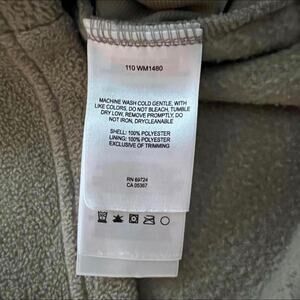 110 WM1480
MACHINE WASH COLD GENTLE, WITH
LIKE COLORS, DO NOT BLEACH, TUMBLE
DRY LOW, REMOVE PROMPTLY, DO
NOT IRON, DRYCLEANABLE
SHELL: 100% POLYESTER
LINING: 100% POLYESTER
EXCLUSIVE OF TRIMMING
RN 69724
CA 05367